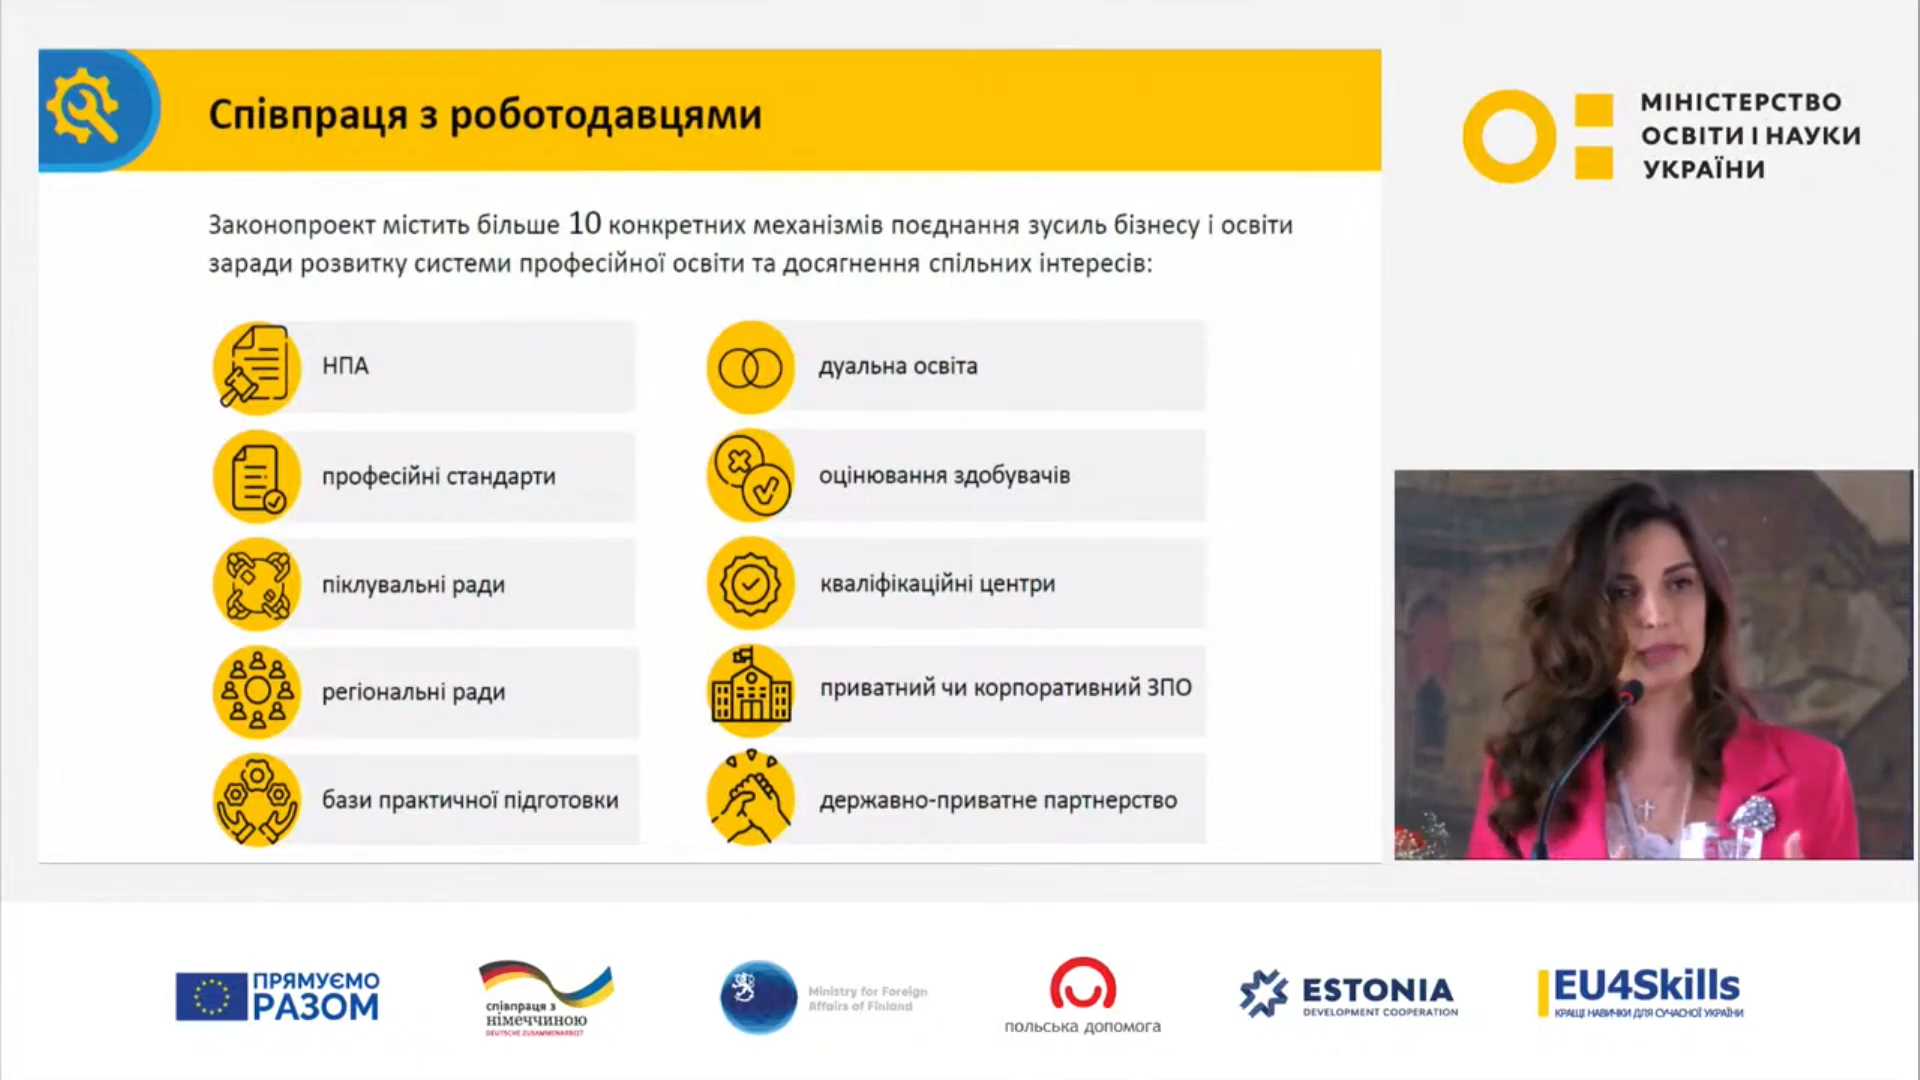 Співпраця з роботодавцями
МІНІСТЕРСТВО
ОСВІТИ І НАУКИ
УКРАЇНИ
Законопроект містить більше 10 конкретних механізмів поєднання зусиль бізнесу і освіти
заради розвитку системи професійної освіти та досягнення спільних інтересів:
НПА
професійні стандарти
піклувальні ради
регіональні ради
бази практичної підготовки
дуальна освіта
оцінювання здобувачів
кваліфікаційні центри
приватний чи корпоративний ЗПО
державно-приватне партнерство
ПРЯМУЄМО
РАЗОМ
співпраця з
німеччиною
DEUTSCHE ZUSAMMENARBEIT
Ministry for Foreign
Affairs of Finland
польська допомога
ESTONIA
DEVELOPMENT COOPERATION
EU4Skills
КРАЩІ НАВИЧКИ ДЛЯ СУЧАСНОЇ УКРАЇНИ